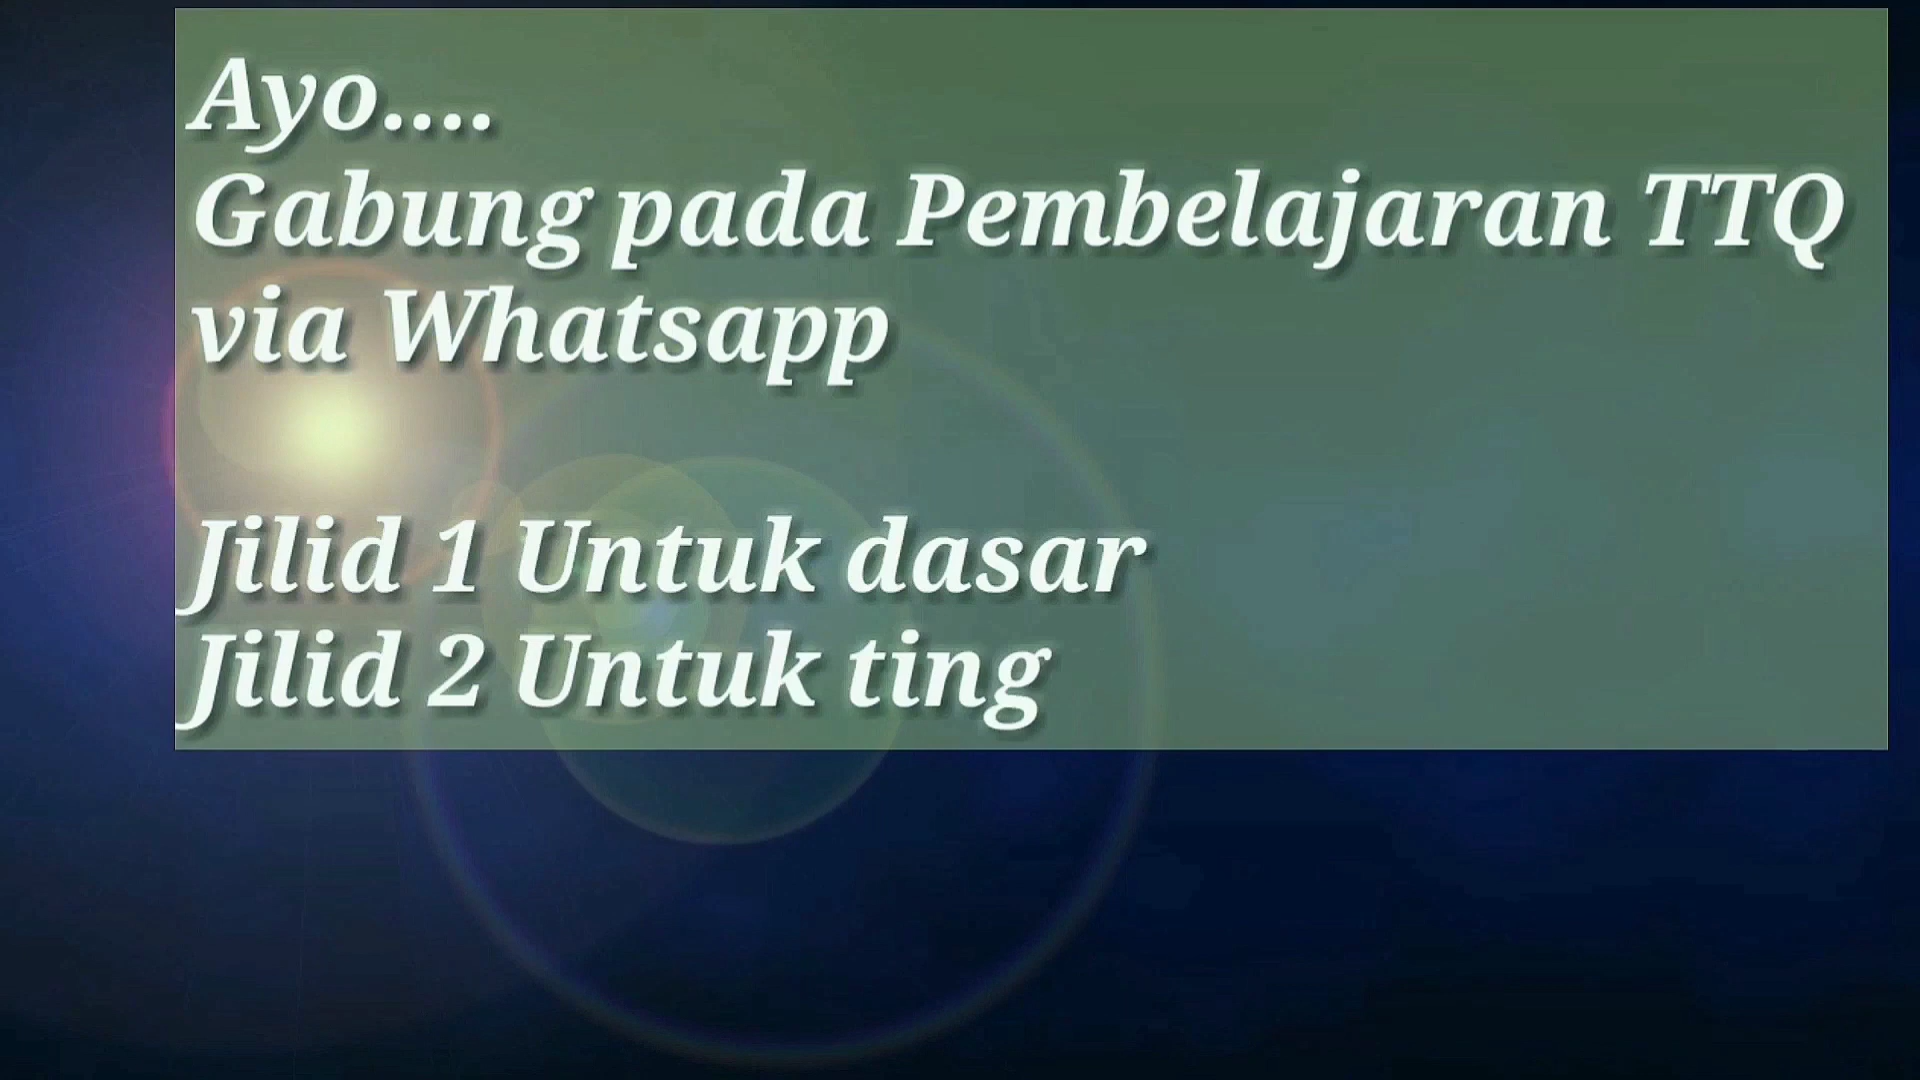 Ayo....
Gabung pada Pembelajaran TTQ
via Whatsapp
Jilid 1 Untuk dasar
Jilid 2 Untuk ting